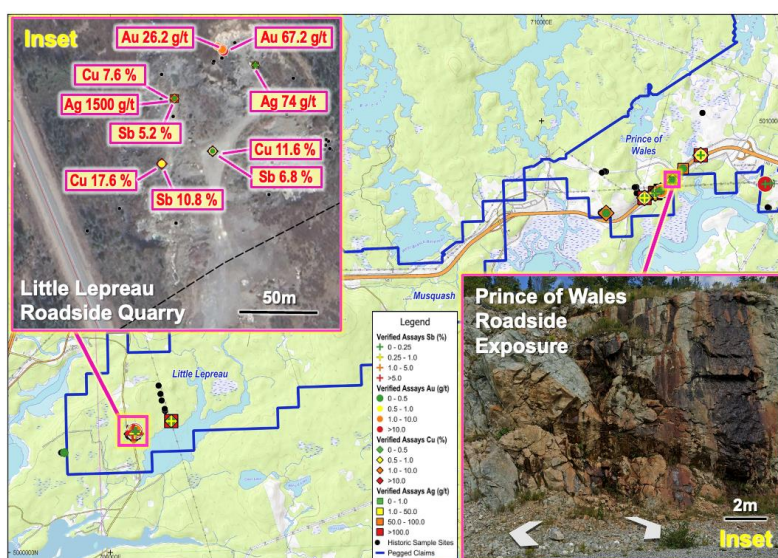 Inset
Au 26.2 g/t
Au 67.2 g/t
Cu 7.6 %
Ag 1500 g/t
Ag 74 g/t
Sb 5.2 %
Cu 11.6 %
Cu 17.6 %
Sb 6.8 %
Sb 10.8 %
Little Lepreau
Roadside Quarry
50m
710000E
Prince of
Wales
Musquash
Little Lepreau
5000000N
Legend
Verified Assays Sb (%)
0 - 0.25
0.25 - 1.0
1.0 - 5.0
>5.0
Verified Assays Au (g/t)
0 - 0.5
0.5 - 1.0
1.0 - 10.0
>10.0
Verified Assays Cu (%)
0 - 0.5
0.5 - 1.0
1.0 - 10.0
>10.0
Verified Assays Ag (g/t)
0 - 1.0
1.0 - 50.0
50.0 - 100.0
>100.0
Historic Sample Sites
Pegged Claims
Prince of Wales
Roadside
Exposure
2m
Inset